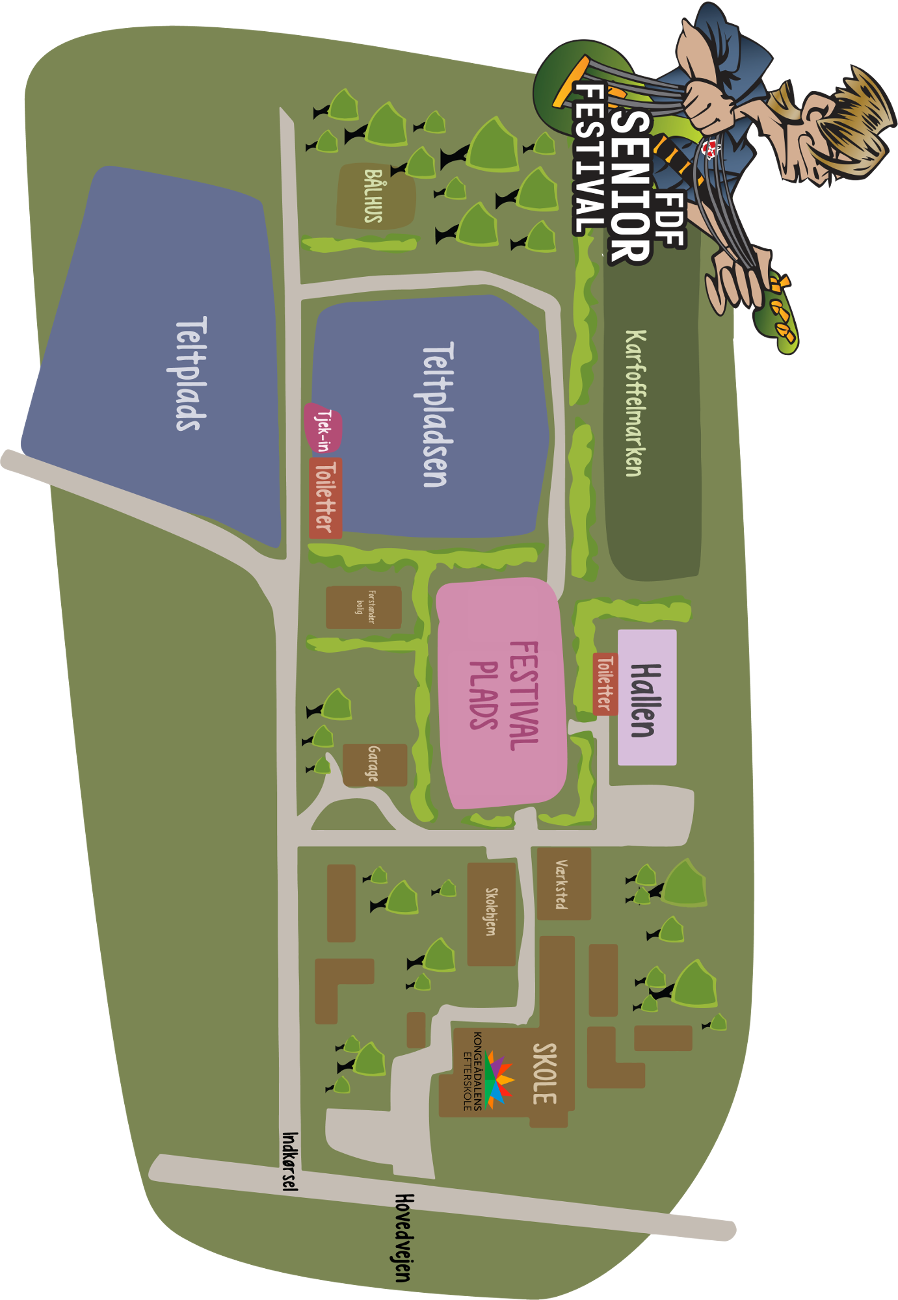 FDF
SENIOR
FESTIVAL
Kartoffelmarken
BÅLHUS
Teltpladsen
Teltplads
Tjek-in
Toiletter
Forstander
bolig
FESTIVAL
PLADS
Hallen
Toiletter
Garage
Værksted
Skolehjem
SKOLE
KONGEÅDALENS
EFTERSKOLE
Indkørsel
Hovedvejen